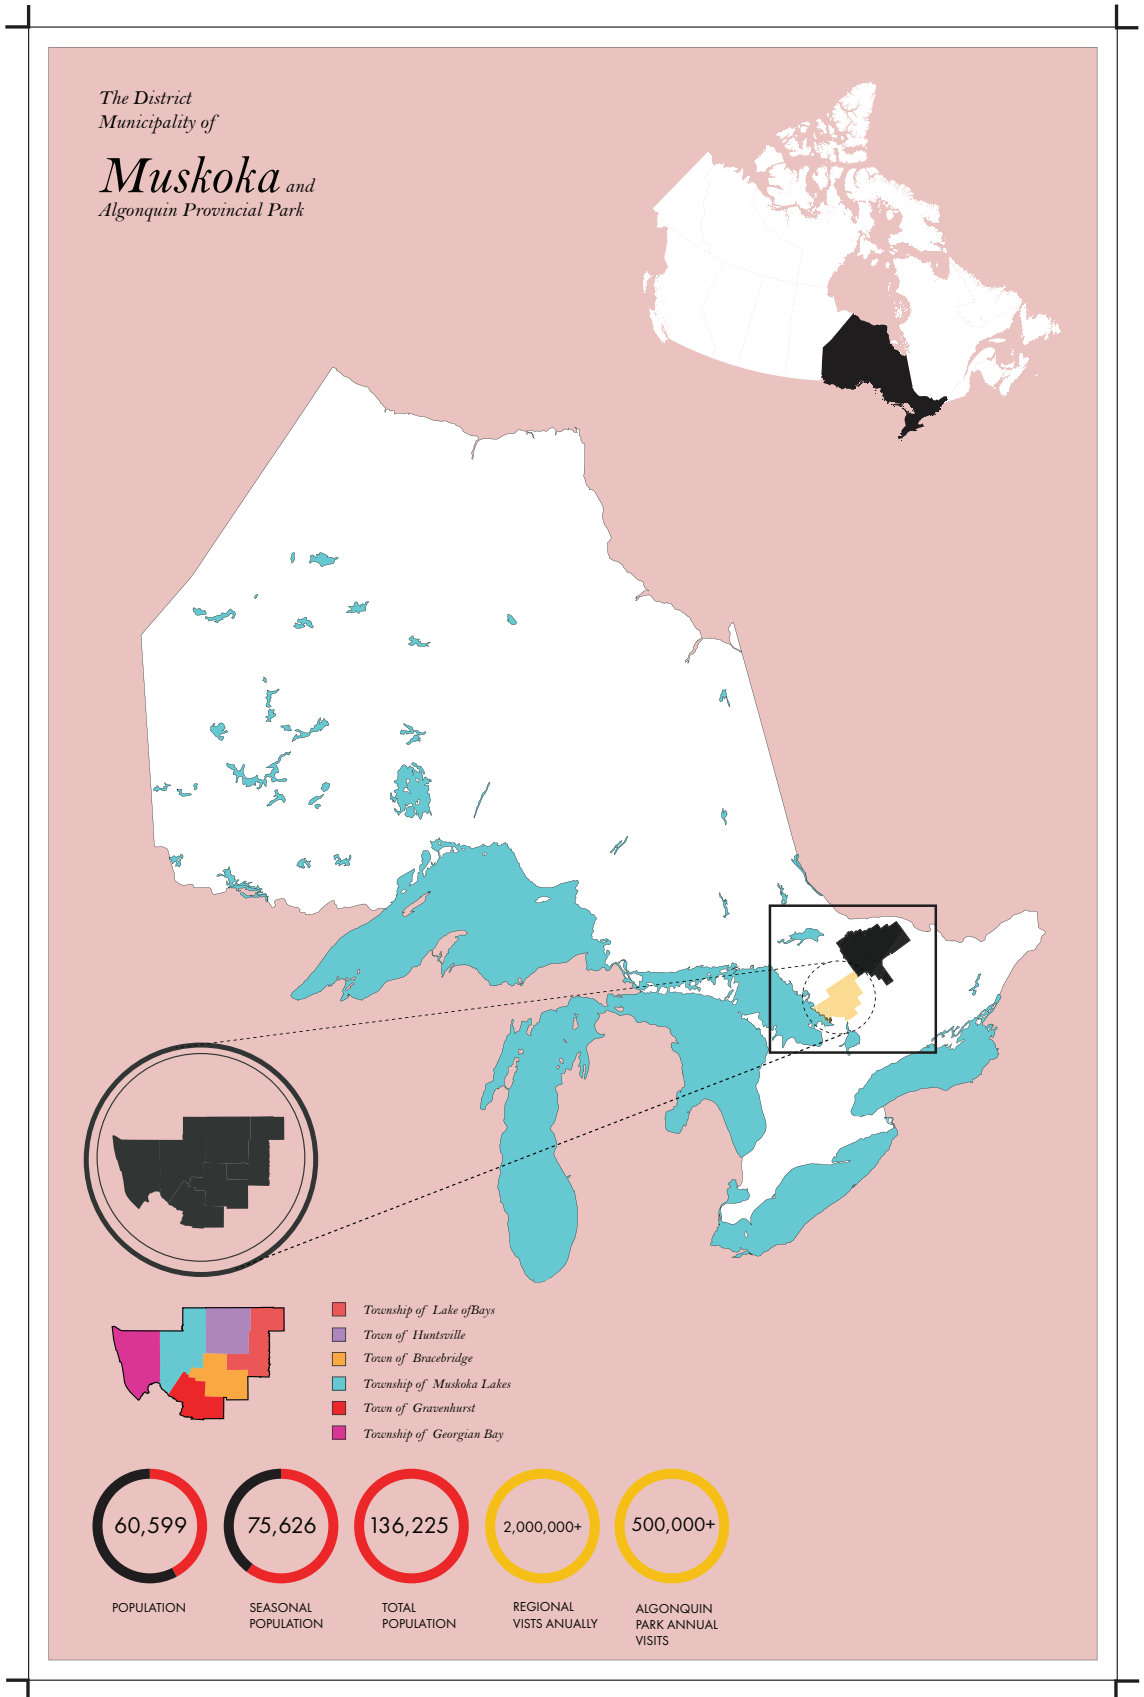 The District
Municipality of
Muskoka and
Algonquin Provincial Park
Township of Lake ofBays
Town of Huntsville
Town of Bracebridge
Township of Muskoka Lakes
Town of Gravenhurst
Township of Georgian Bay
60,599
POPULATION
75,626
SEASONAL
POPULATION
136,225
TOTAL
POPULATION
2,000,000+
REGIONAL
VISTS ANUALLY
500,000+
ALGONQUIN
PARK ANNUAL
VISITS